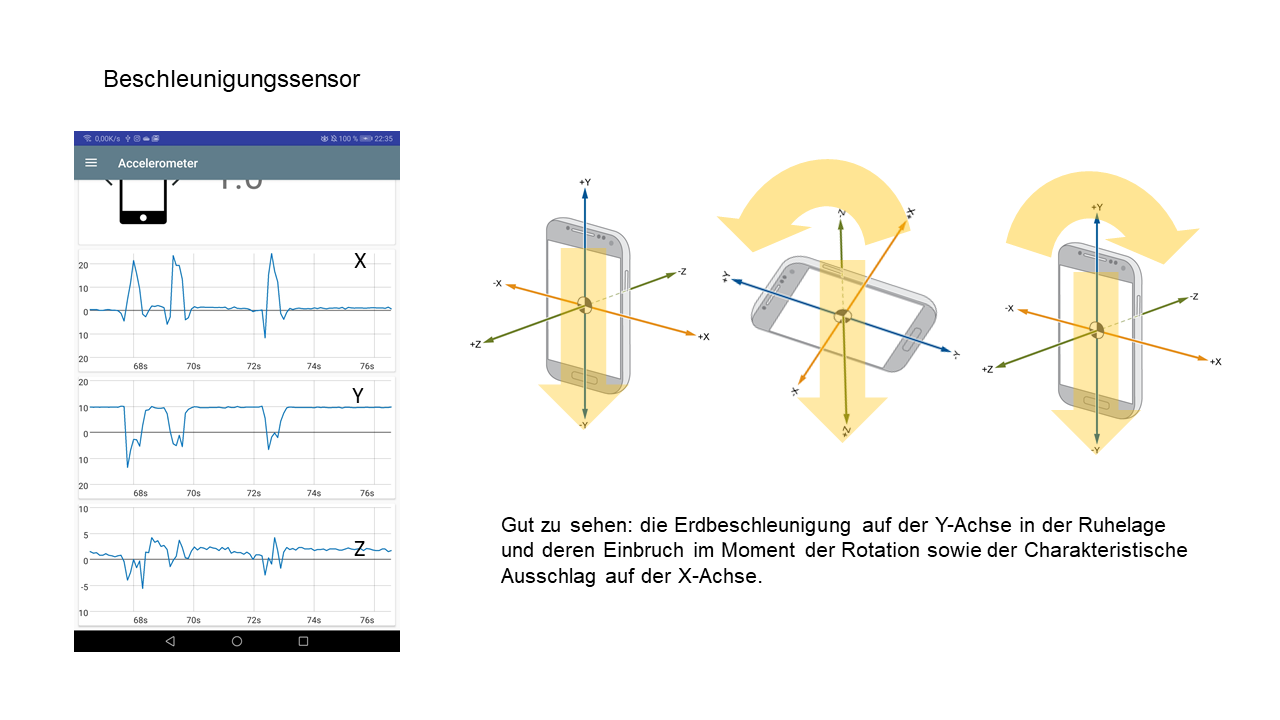 Beschleunigungssensor
0,00K/s 100 % 22:35
Accelerometer
X
20
10
0
10
20
68s 70s 72s 74s 76s
20
Y
10
0
10
20
68s 70s 72s 74s 76s
10
5
Z
0
-5
10
68s 70s 72s 74s 76s
+Y
-X
-Z
+Z
+X
-Y
-Z
+X
+Y
-Y
-X
+Z
+Y
-X
-Z
+Z
+X
-Y
Gut zu sehen: die Erdbeschleunigung auf der Y-Achse in der Ruhelage
und deren Einbruch im Moment der Rotation sowie der Charakteristische
Ausschlag auf der X-Achse.